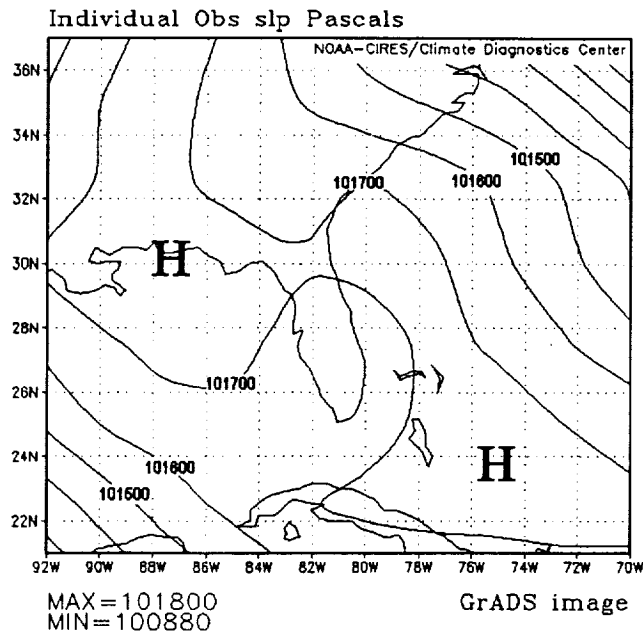 Individual Obs slp Pascals
NOAA-CIRES/Climate Diagnostics Center
36N
34N
101500
32N
101700
101600
H
30N
28N
101700
26N
H
24N
101600
101500
22N
92W 90W 88W 86W 84W 82W 80W 78W 76W 74W 72W 70W
MAX=101800
GrADS image
MIN=100880